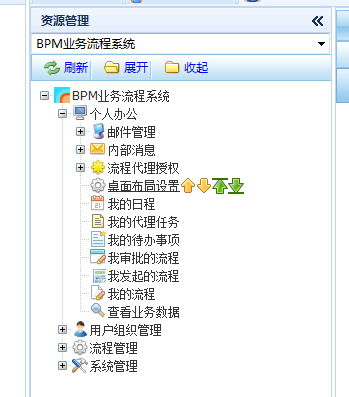 资源管理
BPM业务流程系统
刷新 展开 收起
BPM业务流程系统
个人办公
邮件管理
内部消息
流程代理授权
桌面布局设置
我的日程
我的代理任务
我的待办事项
我审批的流程
我发起的流程
我的流程
查看业务数据
用户组织管理
流程管理
系统管理